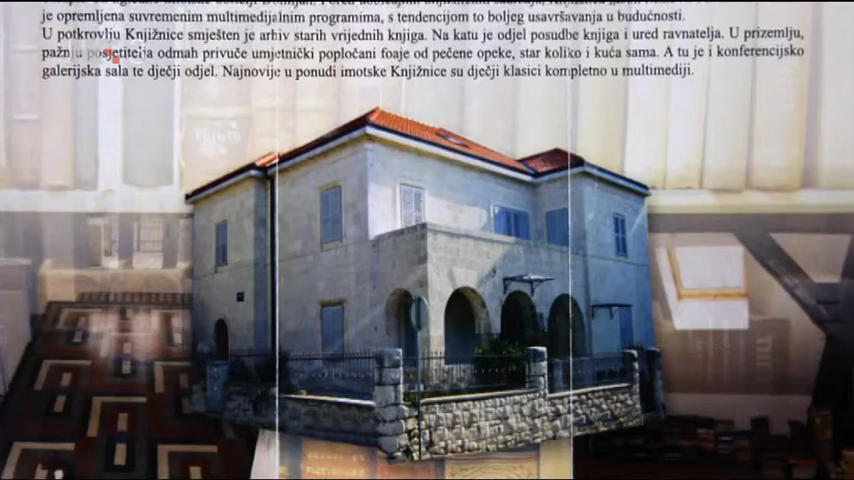 je opremljena suvremenim multimedijalnim programima, s tendencijom to boljeg usavršavanja u budućnosti.
U potkrovlju Knjižnice smješten je arhiv starih vrijednih knjiga. Na katu je odjel posudbe knjiga i ured ravnatelja. U prizemlju,
pažnju posjetitelja odmah privuče umjetnički popločani foaje od pečene opeke, star koliko i kuća sama. A tu je i konferencijsko
galerijska sala te dječji odjel. Najnovije u ponudi imotske Knjižnice su dječji klasici kompletno u multimediji.